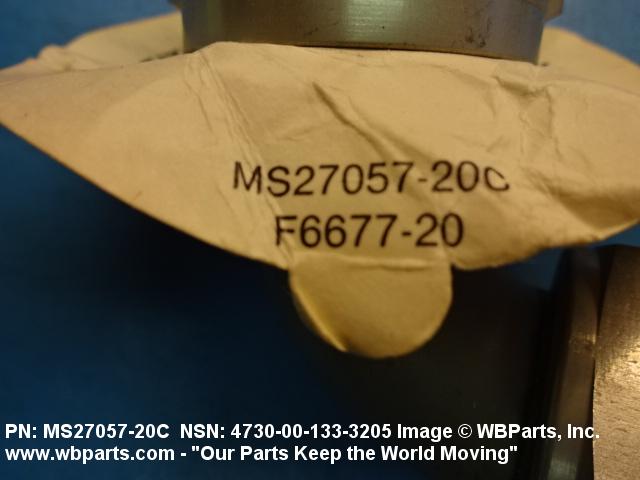 MS27057-20C
F6677-20
PN: MS27057-20C NSN: 4730-00-133-3205 Image © WBParts, Inc.
www.wbparts.com - "Our Parts Keep the World Moving"